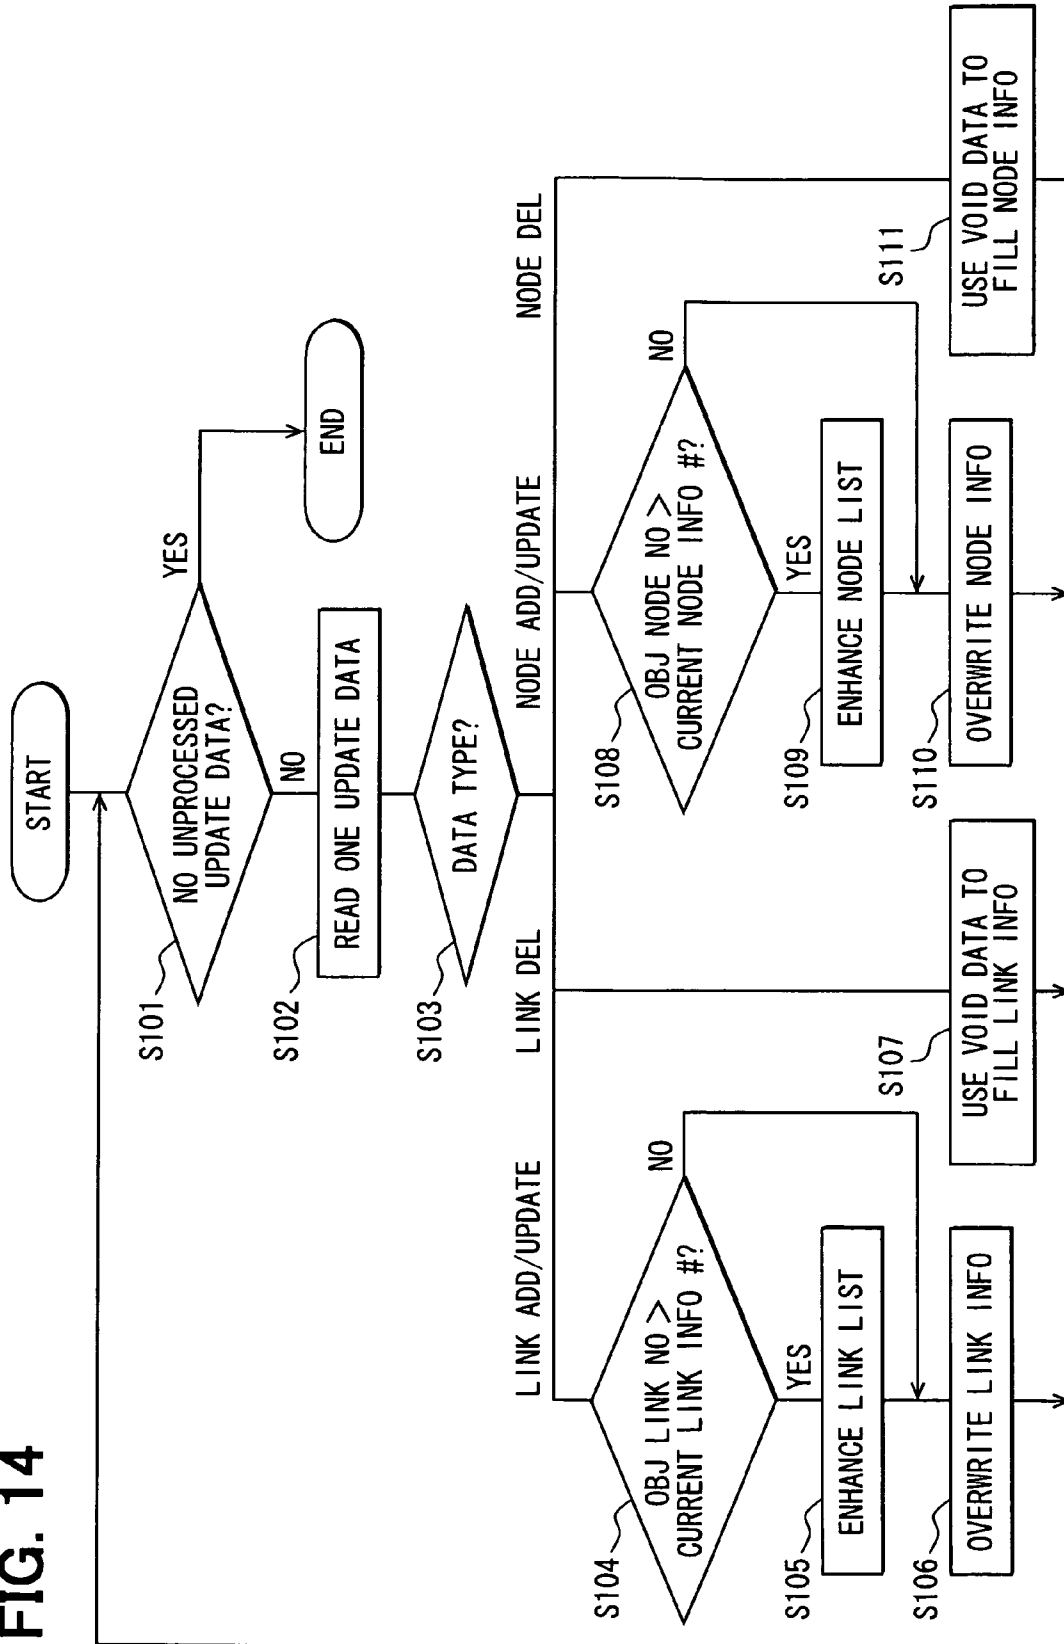 FIG. 14
START
S101
NO UNPROCESSED
UPDATE DATA?
YES
END
NO
S102
READ ONE UPDATE DATA
S103
DATA TYPE?
LINK ADD/UPDATE
LINK DEL
NODE ADD/UPDATE
NODE DEL
S104
OBJ LINK NO >
CURRENT LINK INFO #?
NO
YES
S105
ENHANCE LINK LIST
S106
OVERWRITE LINK INFO
S107
USE VOID DATA TO
FILL LINK INFO
S108
OBJ NODE NO >
CURRENT NODE INFO #?
NO
YES
S109
ENHANCE NODE LIST
S110
OVERWRITE NODE INFO
S111
USE VOID DATA TO
FILL NODE INFO